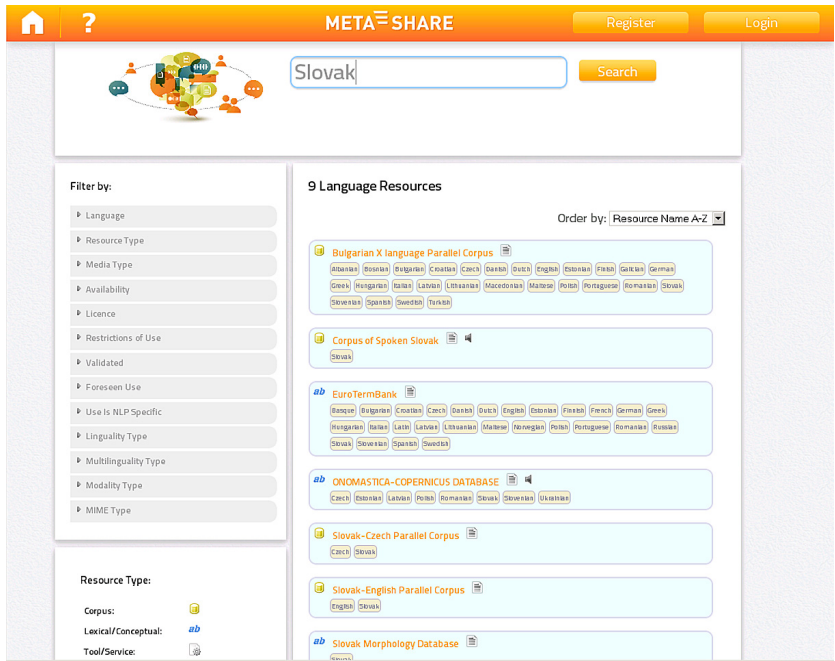 ? META SHARE Register Login
Slovak Search
Filter by:
Language
Resource Type
Media Type
Availability
Licence
Restrictions of Use
Validated
Foreseen Use
Use Is NLP Specific
Linguality Type
Multilinguality Type
Modality Type
MIME Type
Resource Type:
Corpus:
Lexical/Conceptual: ab
Tool/Service:
9 Language Resources
Order by: Resource Name A-Z
Bulgarian X language Parallel Corpus
Albanian Bosnian Bulgarian Croatian Czech Danish Dutch English Estonian Finish Galician German
Greek Hungarian Italian Latvian Lithuanian Macedonian Maltese Polish Portuguese Romanian Slovak
Slovenian Spanish Swedish Turkish
Corpus of Spoken Slovak
Slovak
ab EuroTermBank
Basque Bulgarian Croatian Czech Danish Dutch English Estonian Finnish French German Greek
Hungarian Italian Latin Latvian Lithuanian Maltese Norwegian Polish Portuguese Romanian Russian
Slovak Slovenian Spanish Swedish
ab ONOMASTICA-COPERNICUS DATABASE
Czech Estonian Latvian Polish Romanian Slovak Slovenian Ukrainian
Slovak-Czech Parallel Corpus
Czech Slovak
Slovak-English Parallel Corpus
English Slovak
ab Slovak Morphology Database
Slovak